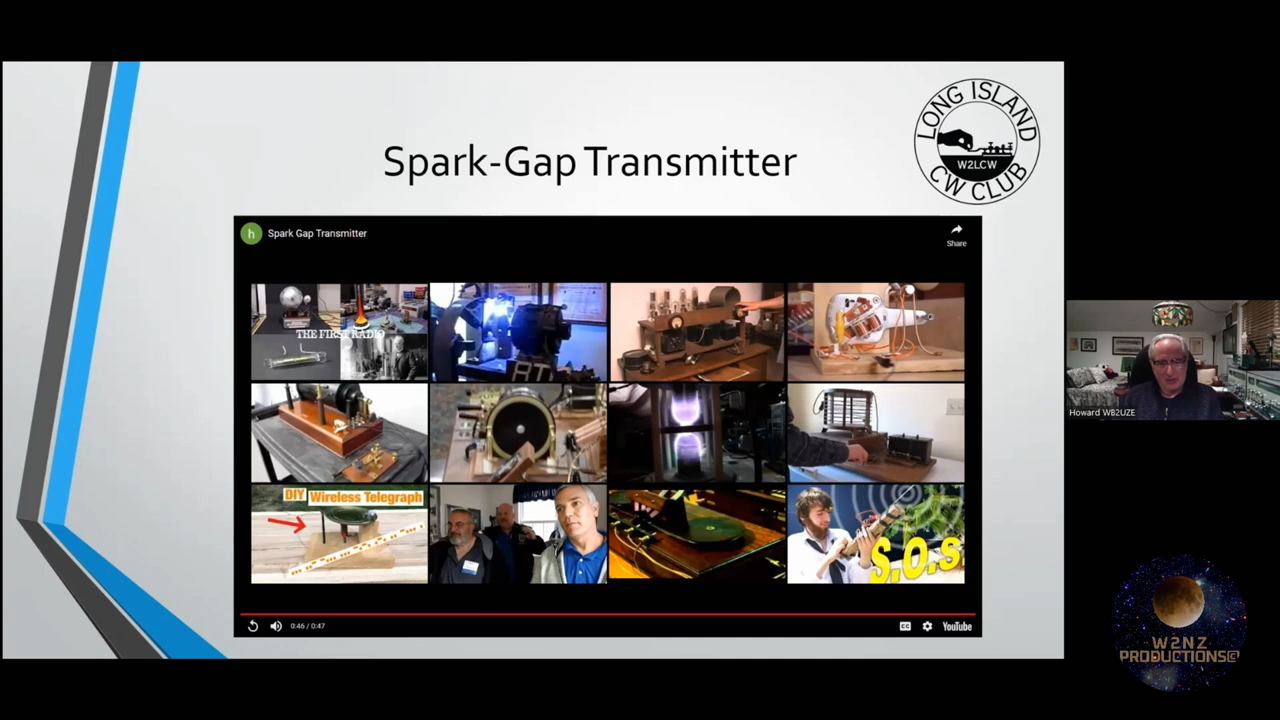 LONG ISLAND
W2LCW
CW CLUB
Spark-Gap Transmitter
h
Spark Gap Transmitter
Share
THE FIRST RADIO
DIY Wireless Telegraph
S.O.S
0:46 / 0:47
CC
YouTube
Howard WB2UZE
W2NZ
PRODUCTIONS©